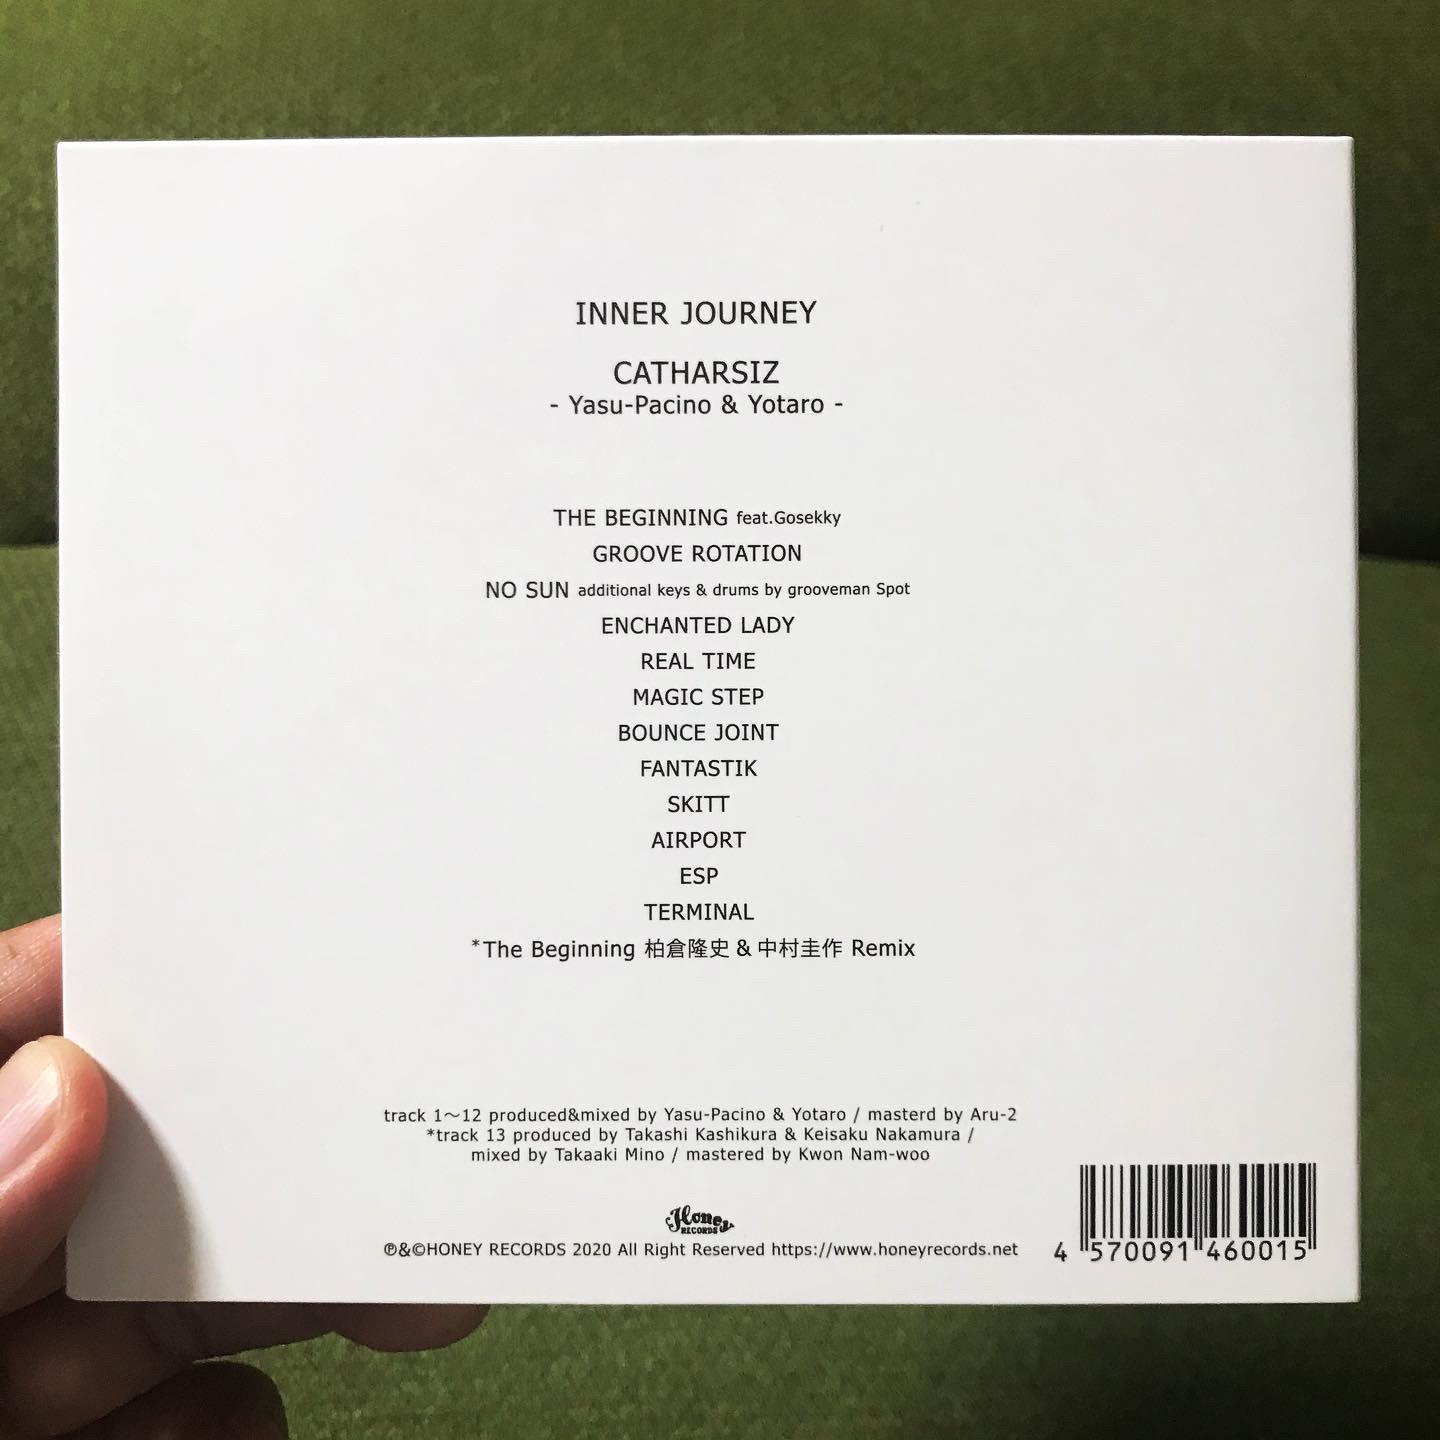 INNER JOURNEY
CATHARSIZ
- Yasu-Pacino & Yotaro -
THE BEGINNING feat.Gosekky
GROOVE ROTATION
NO SUN additional keys & drums by grooveman Spot
ENCHANTED LADY
REAL TIME
MAGIC STEP
BOUNCE JOINT
FANTASTIK
SKITT
AIRPORT
ESP
TERMINAL
*The Beginning 柏倉隆史 & 中村圭作 Remix
track 1〜12 produced&mixed by Yasu-Pacino & Yotaro / masterd by Aru-2
*track 13 produced by Takashi Kashikura & Keisaku Nakamura /
mixed by Takaaki Mino / mastered by Kwon Nam-woo
Honey
RECORDS
℗&©HONEY RECORDS 2020 All Right Reserved https://www.honeyrecords.net
4 570091 460015